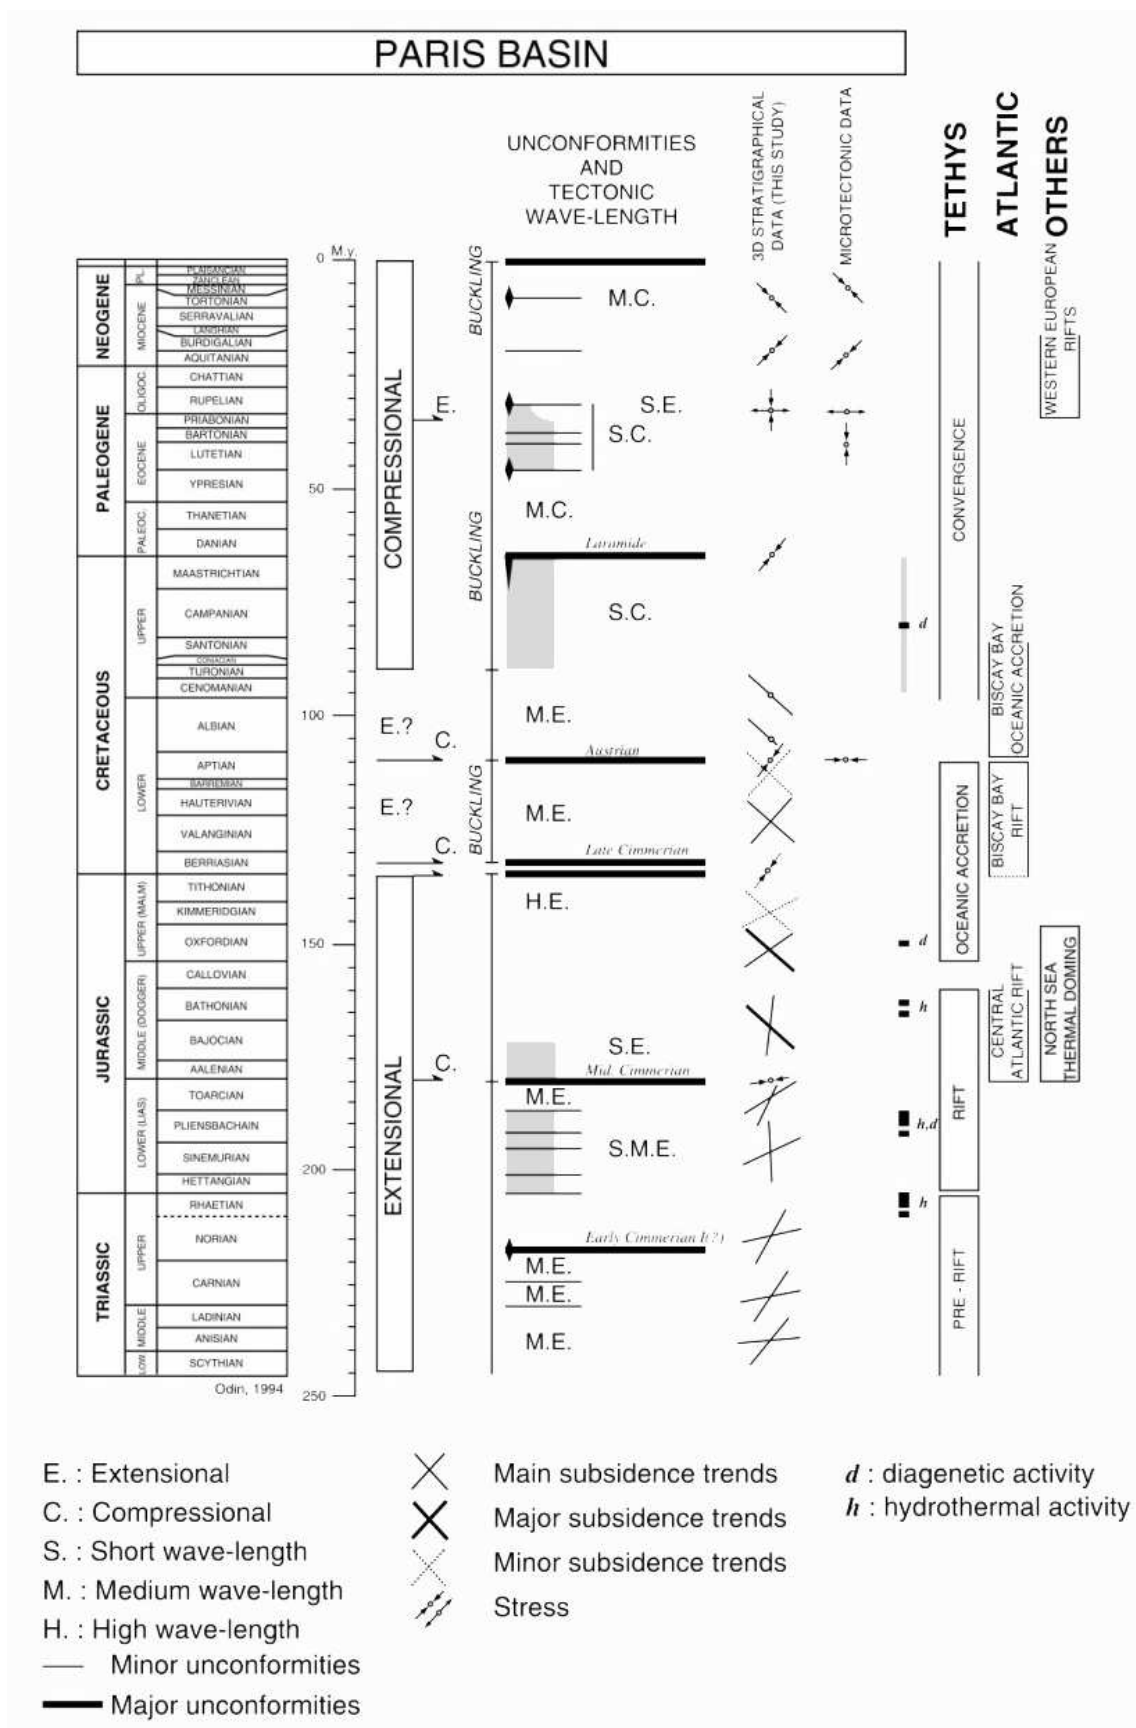 PARIS BASIN
UNCONFORMITIES
AND
TECTONIC
WAVE-LENGTH
3D STRATIGRAPHICAL
DATA (THIS STUDY)
MICROTECTONIC DATA
TETHYS
ATLANTIC
OTHERS
0 M.y.
50
100
150
200
250
NEOGENE
PALEOGENE
CRETACEOUS
JURASSIC
TRIASSIC
PL.
MIOCENE
OLIGOC.
EOCENE
PALEOC.
UPPER
LOWER
UPPER (MALM)
MIDDLE (DOGGER)
LOWER (LIAS)
UPPER
MIDDLE
LOW
PLAISANCIAN
ZANCLEAN
MESSINIAN
TORTONIAN
SERRAVALIAN
LANGHIAN
BURDIGALIAN
AQUITANIAN
CHATTIAN
RUPELIAN
PRIABONIAN
BARTONIAN
LUTETIAN
YPRESIAN
THANETIAN
DANIAN
MAASTRICHTIAN
CAMPANIAN
SANTONIAN
CONIACIAN
TURONIAN
CENOMANIAN
ALBIAN
APTIAN
BARREMIAN
HAUTERIVIAN
VALANGINIAN
BERRIASIAN
TITHONIAN
KIMMERIDGIAN
OXFORDIAN
CALLOVIAN
BATHONIAN
BAJOCIAN
AALENIAN
TOARCIAN
PLIENSBACHAIN
SINEMURIAN
HETTANGIAN
RHAETIAN
NORIAN
CARNIAN
LADINIAN
ANISIAN
SCYTHIAN
Odin, 1994
COMPRESSIONAL
EXTENSIONAL
E.
E.?
C.
E.?
C.
C.
BUCKLING
BUCKLING
BUCKLING
M.C.
S.E.
S.C.
M.C.
Laramide
S.C.
M.E.
Austrian
M.E.
Late Cimmerian
H.E.
S.E.
Mid. Cimmerian
M.E.
S.M.E.
Early Cimmerian I(?)
M.E.
M.E.
M.E.
d
d
h
h,d
h
CONVERGENCE
OCEANIC ACCRETION
RIFT
PRE - RIFT
BISCAY BAY
OCEANIC ACCRETION
BISCAY BAY
RIFT
CENTRAL
ATLANTIC RIFT
WESTERN EUROPEAN
RIFTS
NORTH SEA
THERMAL DOMING
E. : Extensional
C. : Compressional
S. : Short wave-length
M. : Medium wave-length
H. : High wave-length
Minor unconformities
Major unconformities
Main subsidence trends
Major subsidence trends
Minor subsidence trends
Stress
d : diagenetic activity
h : hydrothermal activity